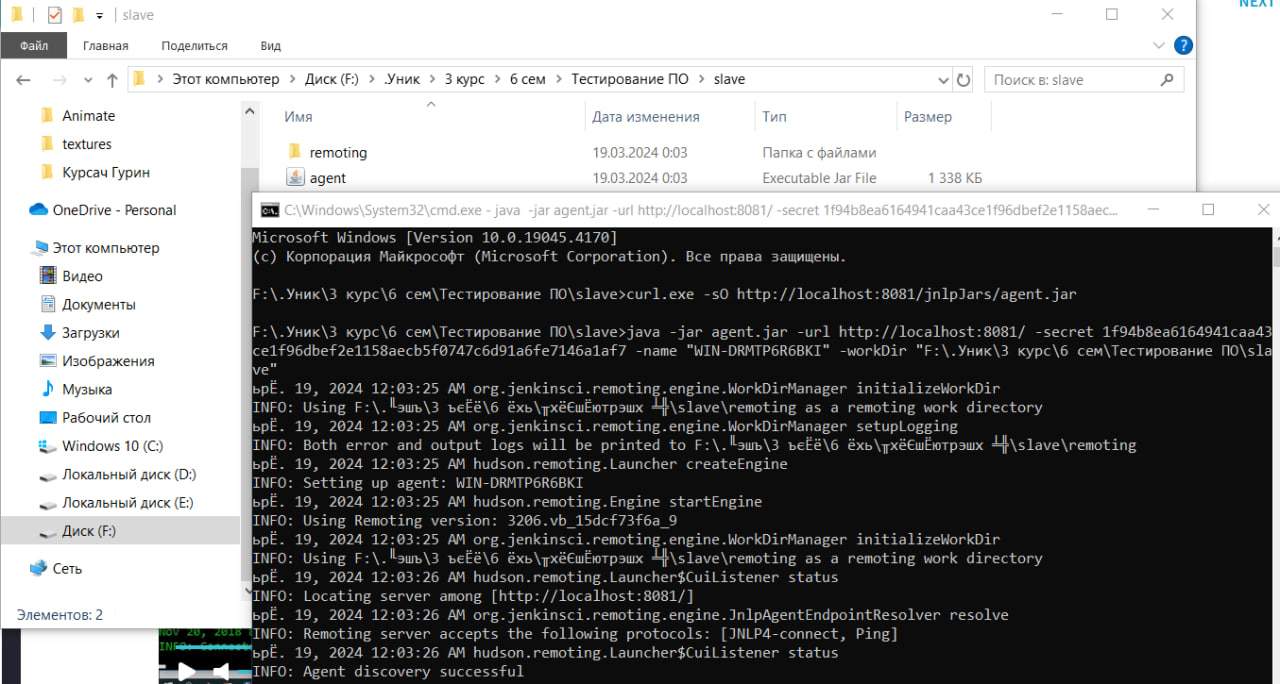 NEXT
slave
Файл Главная Поделиться Вид
Этот компьютер Диск (F:) .Уник 3 курс 6 сем Тестирование ПО slave
Поиск в: slave
Имя Дата изменения Тип Размер
remoting 19.03.2024 0:03 Папка с файлами
agent 19.03.2024 0:03 Executable Jar File 1 338 КБ
Animate
textures
Курсач Гурин
OneDrive - Personal
Этот компьютер
Видео
Документы
Загрузки
Изображения
Музыка
Рабочий стол
Windows 10 (C:)
Локальный диск (D:)
Локальный диск (E:)
Диск (F:)
Сеть
Элементов: 2
C:\Windows\System32\cmd.exe - java -jar agent.jar -url http://localhost:8081/ -secret 1f94b8ea6164941caa43ce1f96dbef2e1158aec...
Microsoft Windows [Version 10.0.19045.4170]
(c) Корпорация Майкрософт (Microsoft Corporation). Все права защищены.
F:\.Уник\3 курс\6 сем\Тестирование ПО\slave>curl.exe -sO http://localhost:8081/jnlpJars/agent.jar
F:\.Уник\3 курс\6 сем\Тестирование ПО\slave>java -jar agent.jar -url http://localhost:8081/ -secret 1f94b8ea6164941caa43
ce1f96dbef2e1158aecb5f0747c6d91a6fe7146a1af7 -name "WIN-DRMTP6R6BKI" -workDir "F:\.Уник\3 курс\6 сем\Тестирование ПО\sla
ve"
ьрЁ. 19, 2024 12:03:25 AM org.jenkinsci.remoting.engine.WorkDirManager initializeWorkDir
INFO: Using F:\.╙эшъ\3 ъєЁё\6 ёхь\╥хёЄшЁютрэшх ╧╬\slave\remoting as a remoting work directory
ьрЁ. 19, 2024 12:03:25 AM org.jenkinsci.remoting.engine.WorkDirManager setupLogging
INFO: Both error and output logs will be printed to F:\.╙эшъ\3 ъєЁё\6 ёхь\╥хёЄшЁютрэшх ╧╬\slave\remoting
ьрЁ. 19, 2024 12:03:25 AM hudson.remoting.Launcher createEngine
INFO: Setting up agent: WIN-DRMTP6R6BKI
ьрЁ. 19, 2024 12:03:25 AM hudson.remoting.Engine startEngine
INFO: Using Remoting version: 3206.vb_15dcf73f6a_9
ьрЁ. 19, 2024 12:03:25 AM org.jenkinsci.remoting.engine.WorkDirManager initializeWorkDir
INFO: Using F:\.╙эшъ\3 ъєЁё\6 ёхь\╥хёЄшЁютрэшх ╧╬\slave\remoting as a remoting work directory
ьрЁ. 19, 2024 12:03:26 AM hudson.remoting.Launcher$CuiListener status
INFO: Locating server among [http://localhost:8081/]
ьрЁ. 19, 2024 12:03:26 AM org.jenkinsci.remoting.engine.JnlpAgentEndpointResolver resolve
INFO: Remoting server accepts the following protocols: [JNLP4-connect, Ping]
ьрЁ. 19, 2024 12:03:26 AM hudson.remoting.Launcher$CuiListener status
INFO: Agent discovery successful
Nov 20, 2018